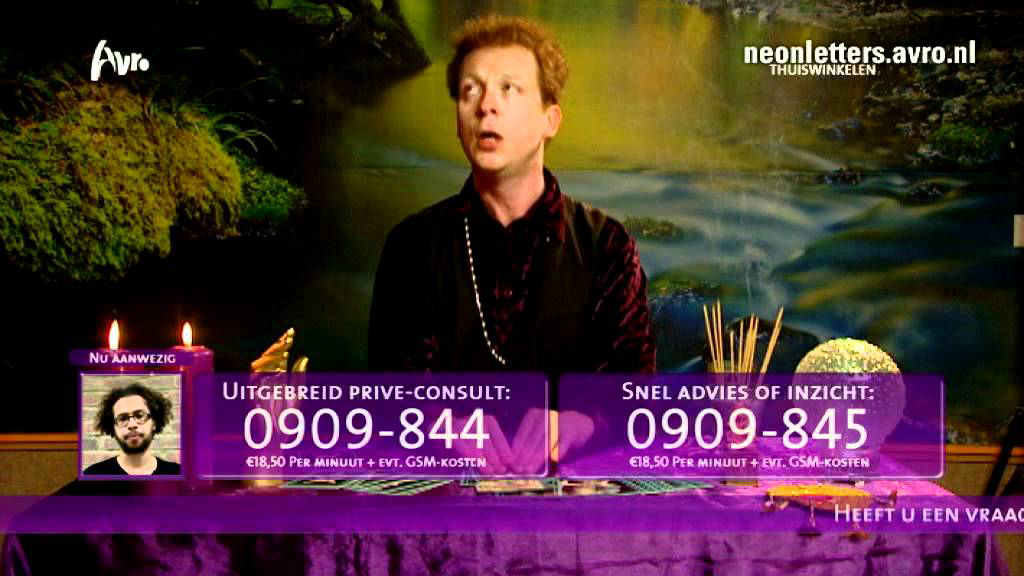 Avro
neonletters.avro.nl
THUISWINKELEN
NU AANWEZIG
UITGEBREID PRIVE-CONSULT:
0909-844
€18,50 PER MINUUT + EVT. GSM-KOSTEN
SNEL ADVIES OF INZICHT:
0909-845
€18,50 PER MINUUT + EVT. GSM-KOSTEN
HEEFT U EEN VRAAG